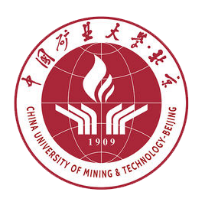 中国矿业大学·北京
1909
CHINA UNIVERSITY OF MINING & TECHNOLOGY-BEIJING